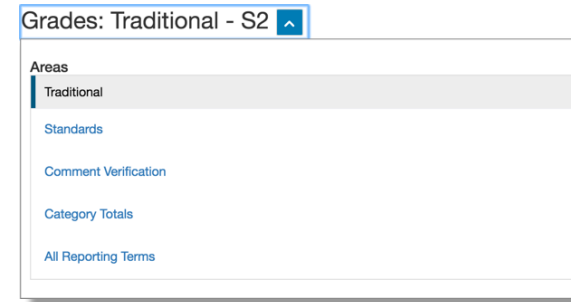 Grades: Traditional - S2
Areas
Traditional
Standards
Comment Verification
Category Totals
All Reporting Terms